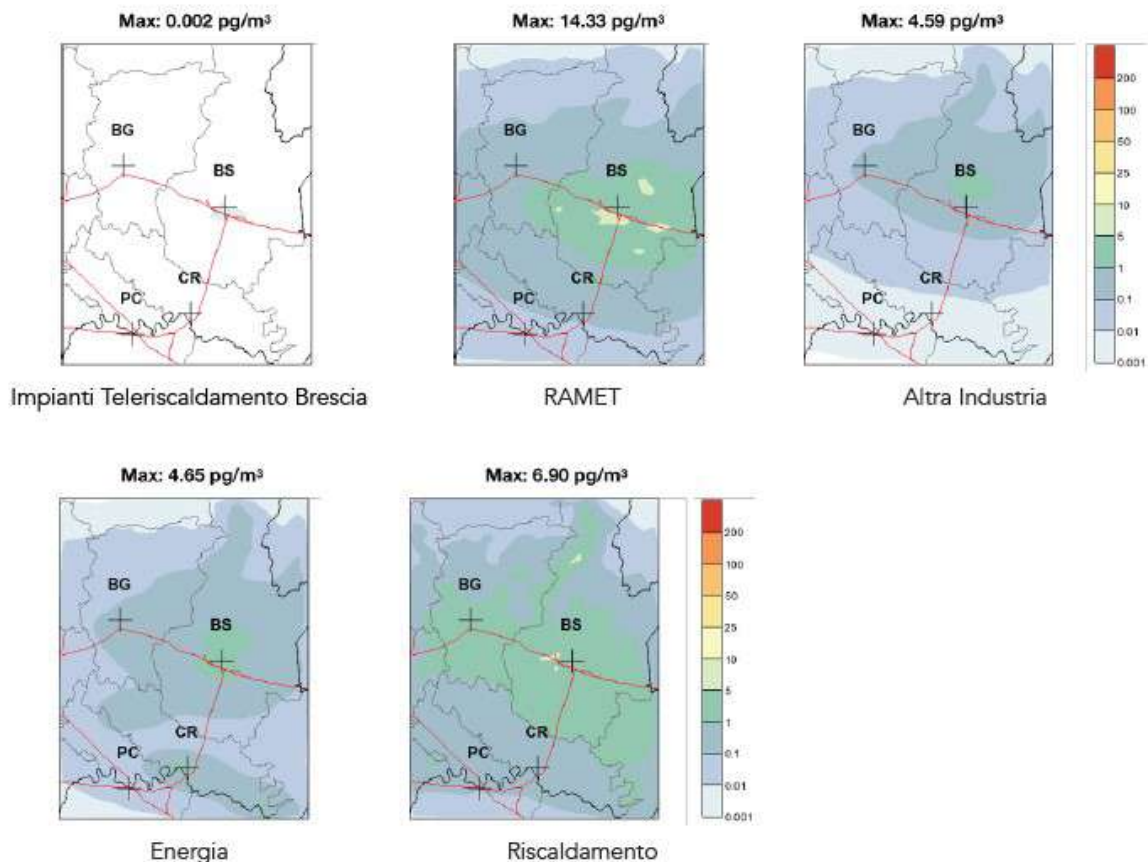 Max: 0.002 pg/m³
Max: 14.33 pg/m³
Max: 4.59 pg/m³
BG
BS
CR
PC
BG
BS
CR
PC
BG
BS
CR
PC
200
100
50
25
10
5
1
0.1
0.01
0.001
Impianti Teleriscaldamento Brescia
RAMET
Altra Industria
Max: 4.65 pg/m³
Max: 6.90 pg/m³
BG
BS
CR
PC
BG
BS
CR
PC
200
100
50
25
10
5
1
0.1
0.01
0.001
Energia
Riscaldamento